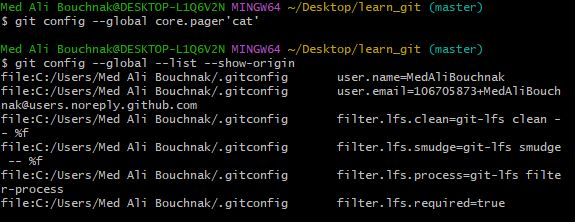 Med Ali Bouchnak@DESKTOP-L1Q6V2N MINGW64 ~/Desktop/learn_git (master)
$ git config --global core.pager'cat'
Med Ali Bouchnak@DESKTOP-L1Q6V2N MINGW64 ~/Desktop/learn_git (master)
$ git config --global --list --show-origin
file:C:/Users/Med Ali Bouchnak/.gitconfig user.name=MedAliBouchnak
file:C:/Users/Med Ali Bouchnak/.gitconfig user.email=106705873+MedAliBouch
nak@users.noreply.github.com
file:C:/Users/Med Ali Bouchnak/.gitconfig filter.lfs.clean=git-lfs clean -
- %f
file:C:/Users/Med Ali Bouchnak/.gitconfig filter.lfs.smudge=git-lfs smudge
-- %f
file:C:/Users/Med Ali Bouchnak/.gitconfig filter.lfs.process=git-lfs filte
r-process
file:C:/Users/Med Ali Bouchnak/.gitconfig filter.lfs.required=true